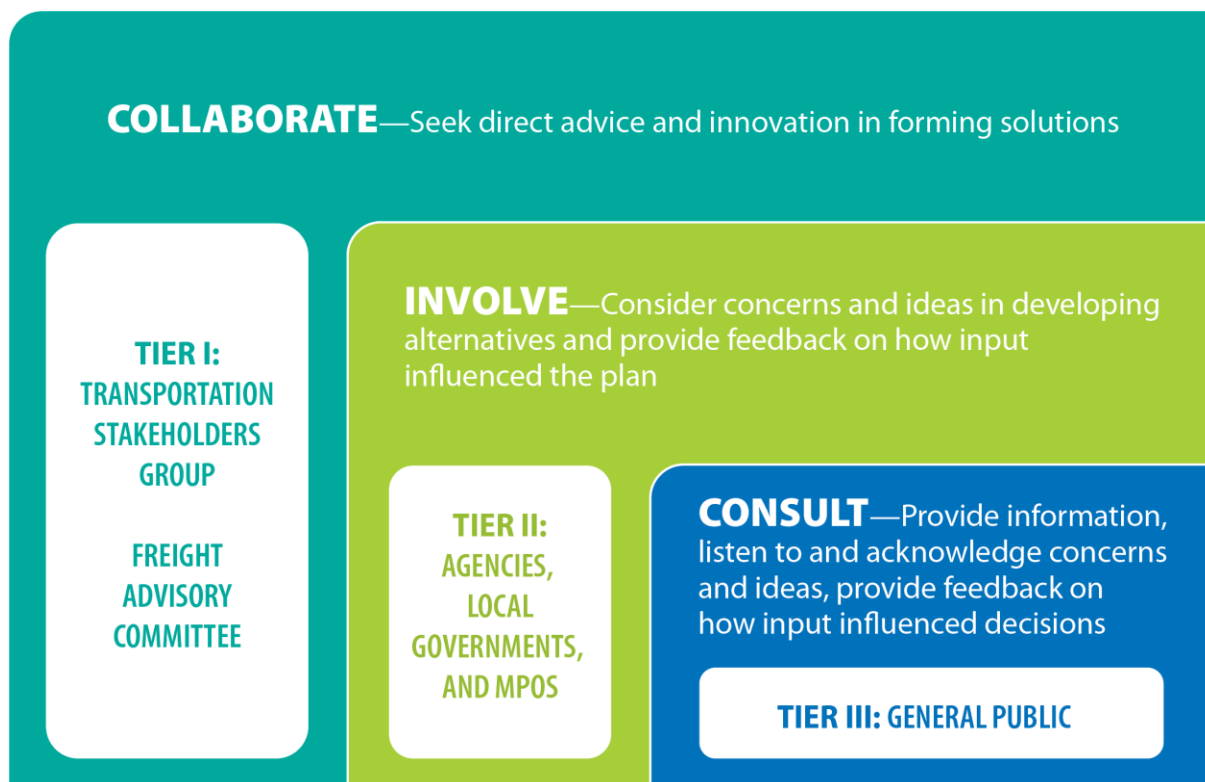 COLLABORATE—Seek direct advice and innovation in forming solutions
TIER I:
TRANSPORTATION
STAKEHOLDERS
GROUP
FREIGHT
ADVISORY
COMMITTEE
INVOLVE—Consider concerns and ideas in developing
alternatives and provide feedback on how input
influenced the plan
TIER II:
AGENCIES,
LOCAL
GOVERNMENTS,
AND MPOS
CONSULT—Provide information,
listen to and acknowledge concerns
and ideas, provide feedback on
how input influenced decisions
TIER III: GENERAL PUBLIC